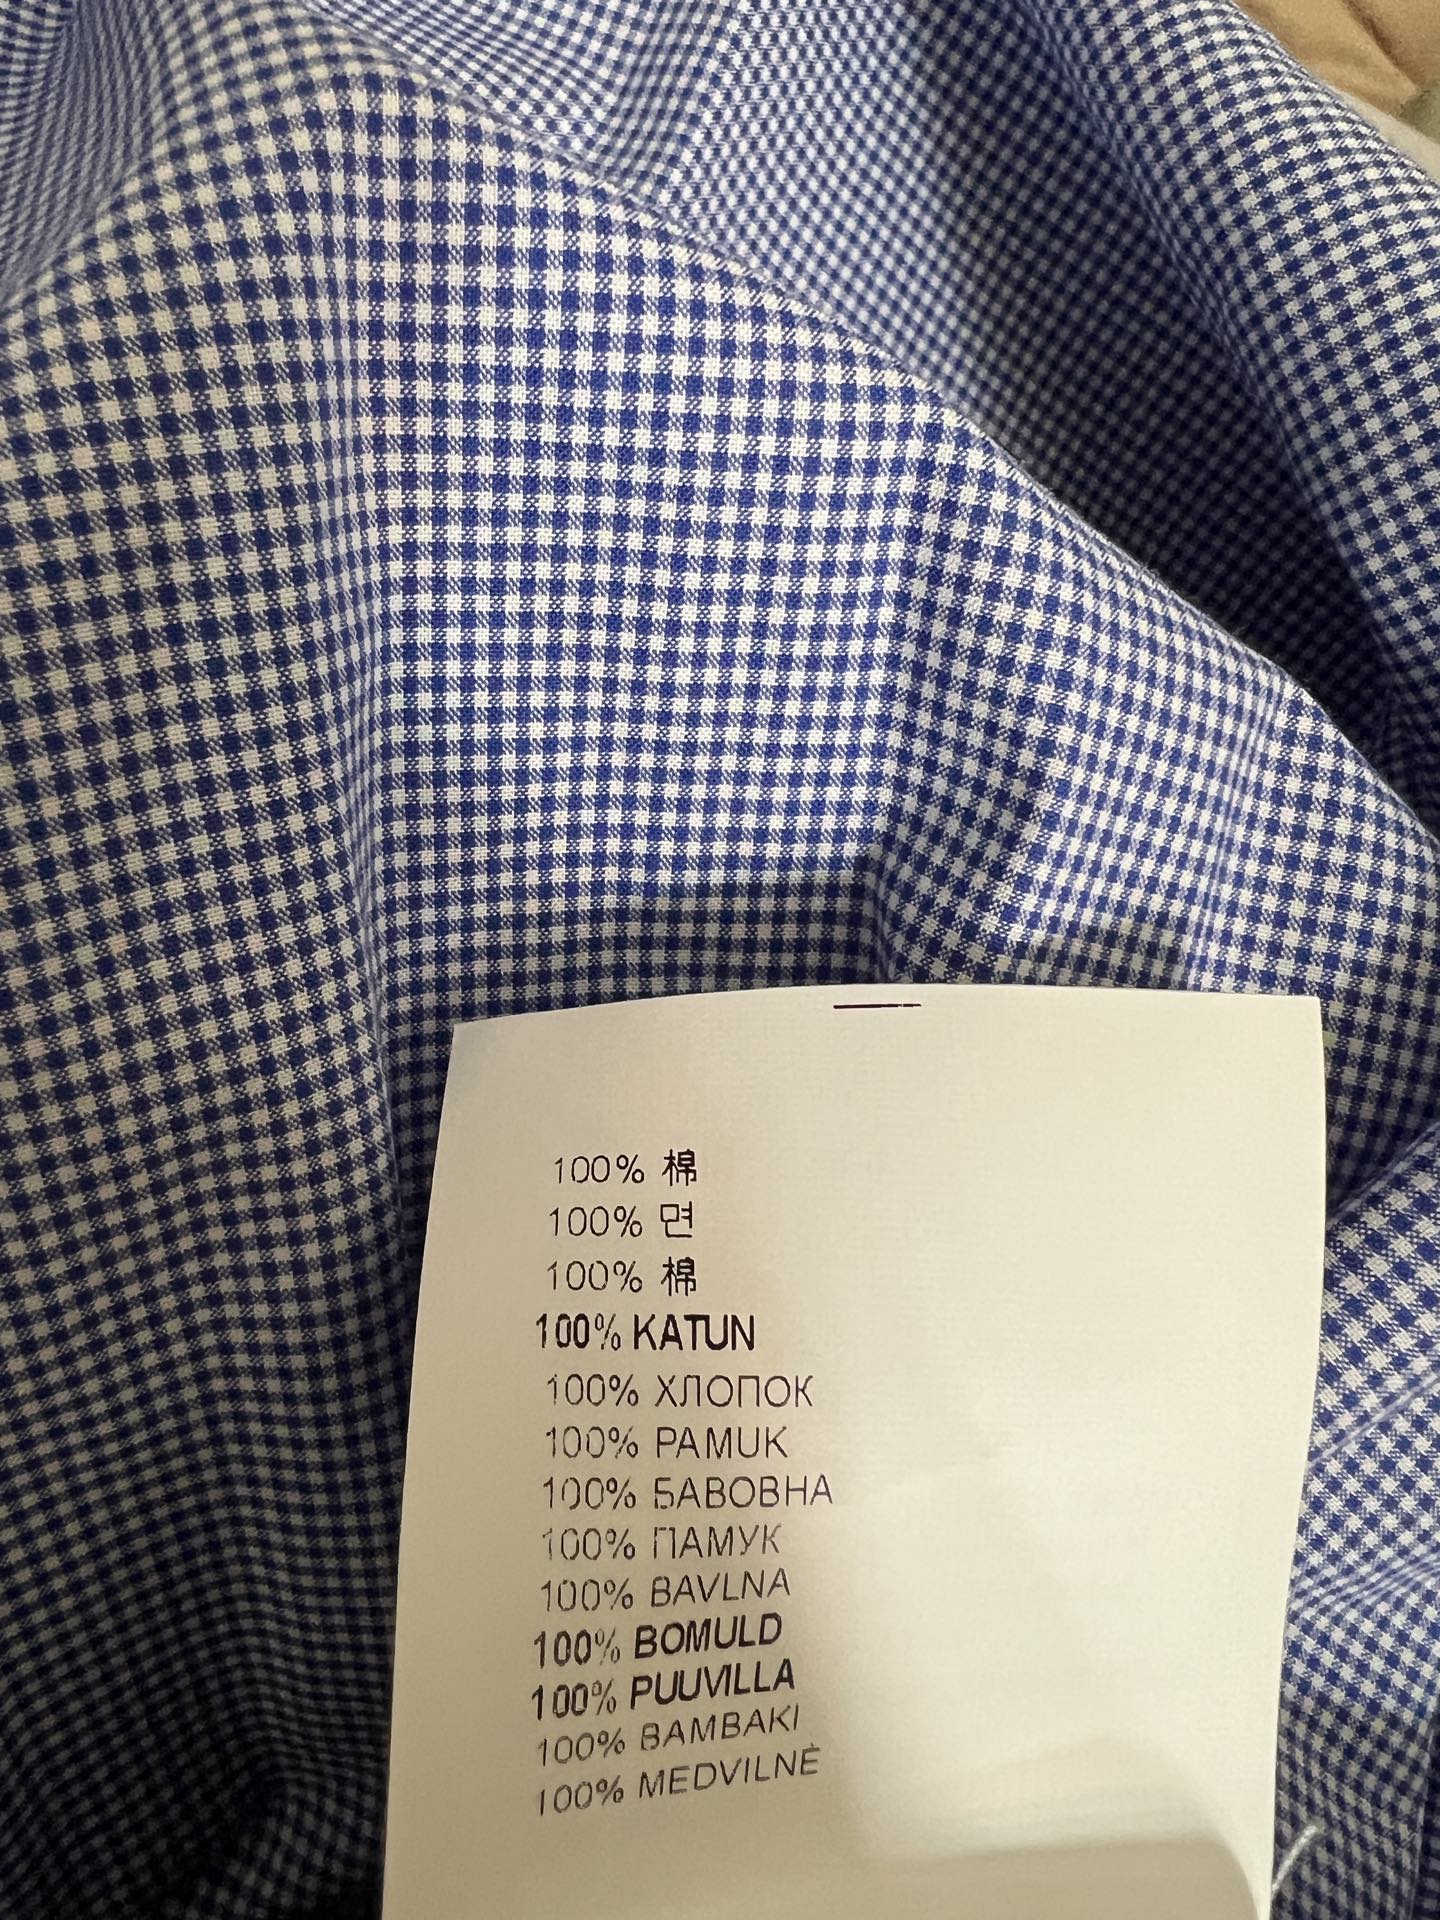 100% 棉
100% 면
100% 棉
100% KATUN
100% ХЛОПОК
100% PAMUK
100% БАВОВНА
100% ПАМУК
100% BAVLNA
100% BOMULD
100% PUUVILLA
100% BAMBAKI
100% MEDVILNĖ